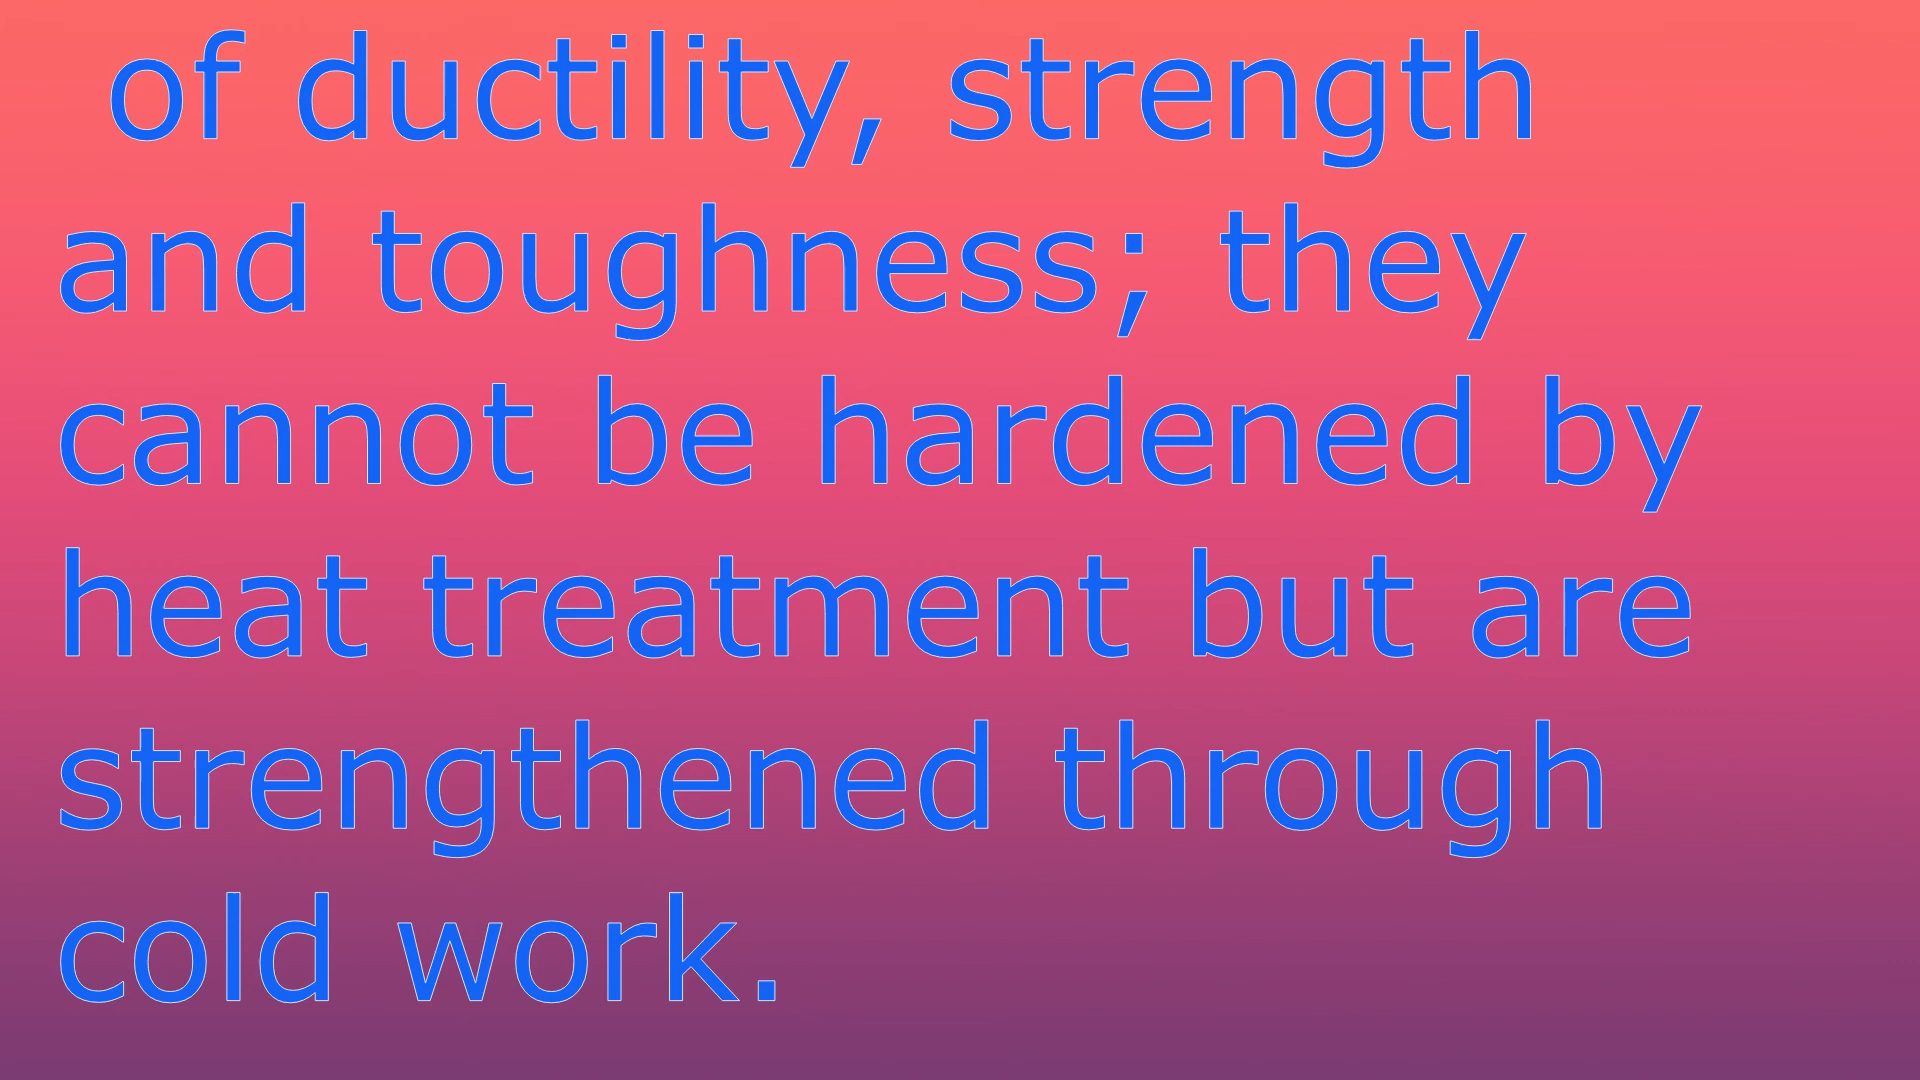 of ductility, strength
and toughness; they
cannot be hardened by
heat treatment but are
strengthened through
cold work.